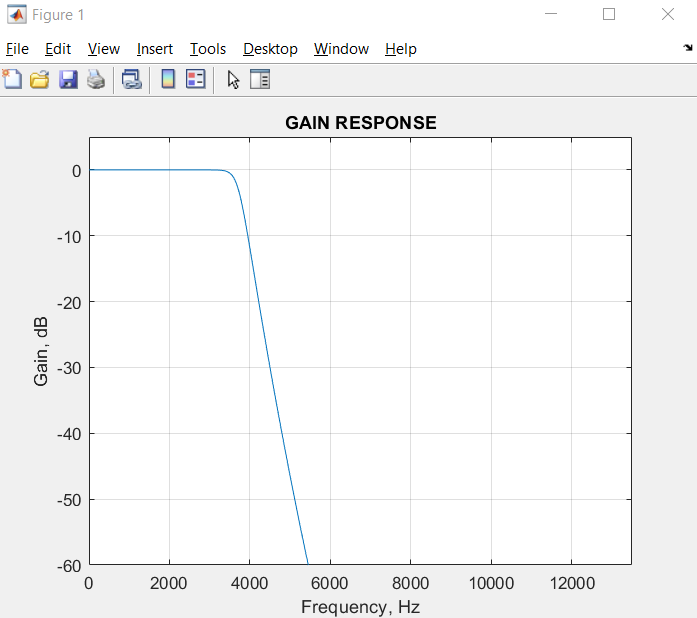 Figure 1
File Edit View Insert Tools Desktop Window Help
GAIN RESPONSE
0
-10
-20
-30
-40
-50
-60
Gain, dB
0 2000 4000 6000 8000 10000 12000
Frequency, Hz